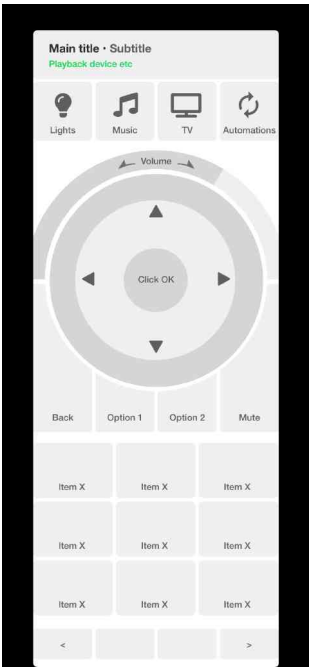 Main title • Subtitle
Playback device etc
Lights Music TV Automations
Volume
Click OK
Back Option 1 Option 2 Mute
Item X Item X Item X
Item X Item X Item X
Item X Item X Item X
< >